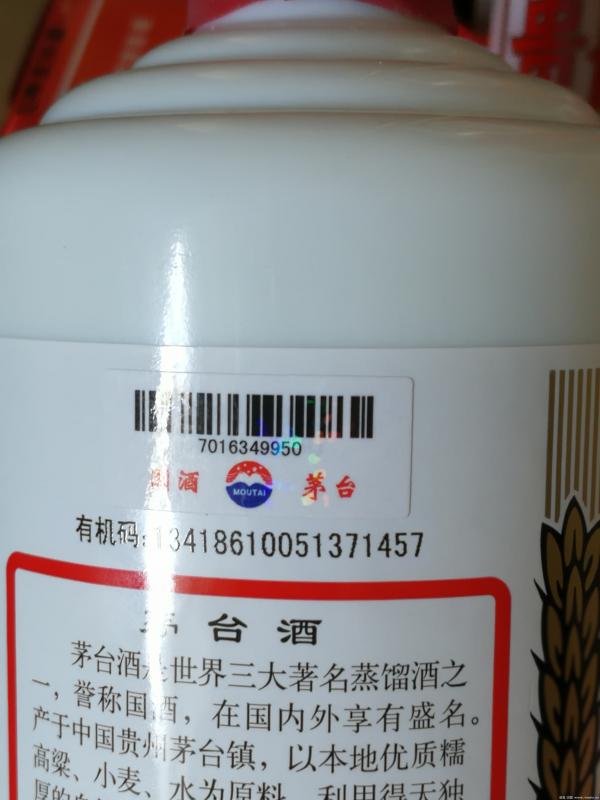 7016349950
国酒 MOUTAI 茅台
有机码:13418610051371457
茅台酒
茅台酒是世界三大著名蒸馏酒之
一,誉称国酒,在国内外享有盛名。
产于中国贵州茅台镇,以本地优质糯
高粱、小麦、水为原料,利用得天独
厚的自